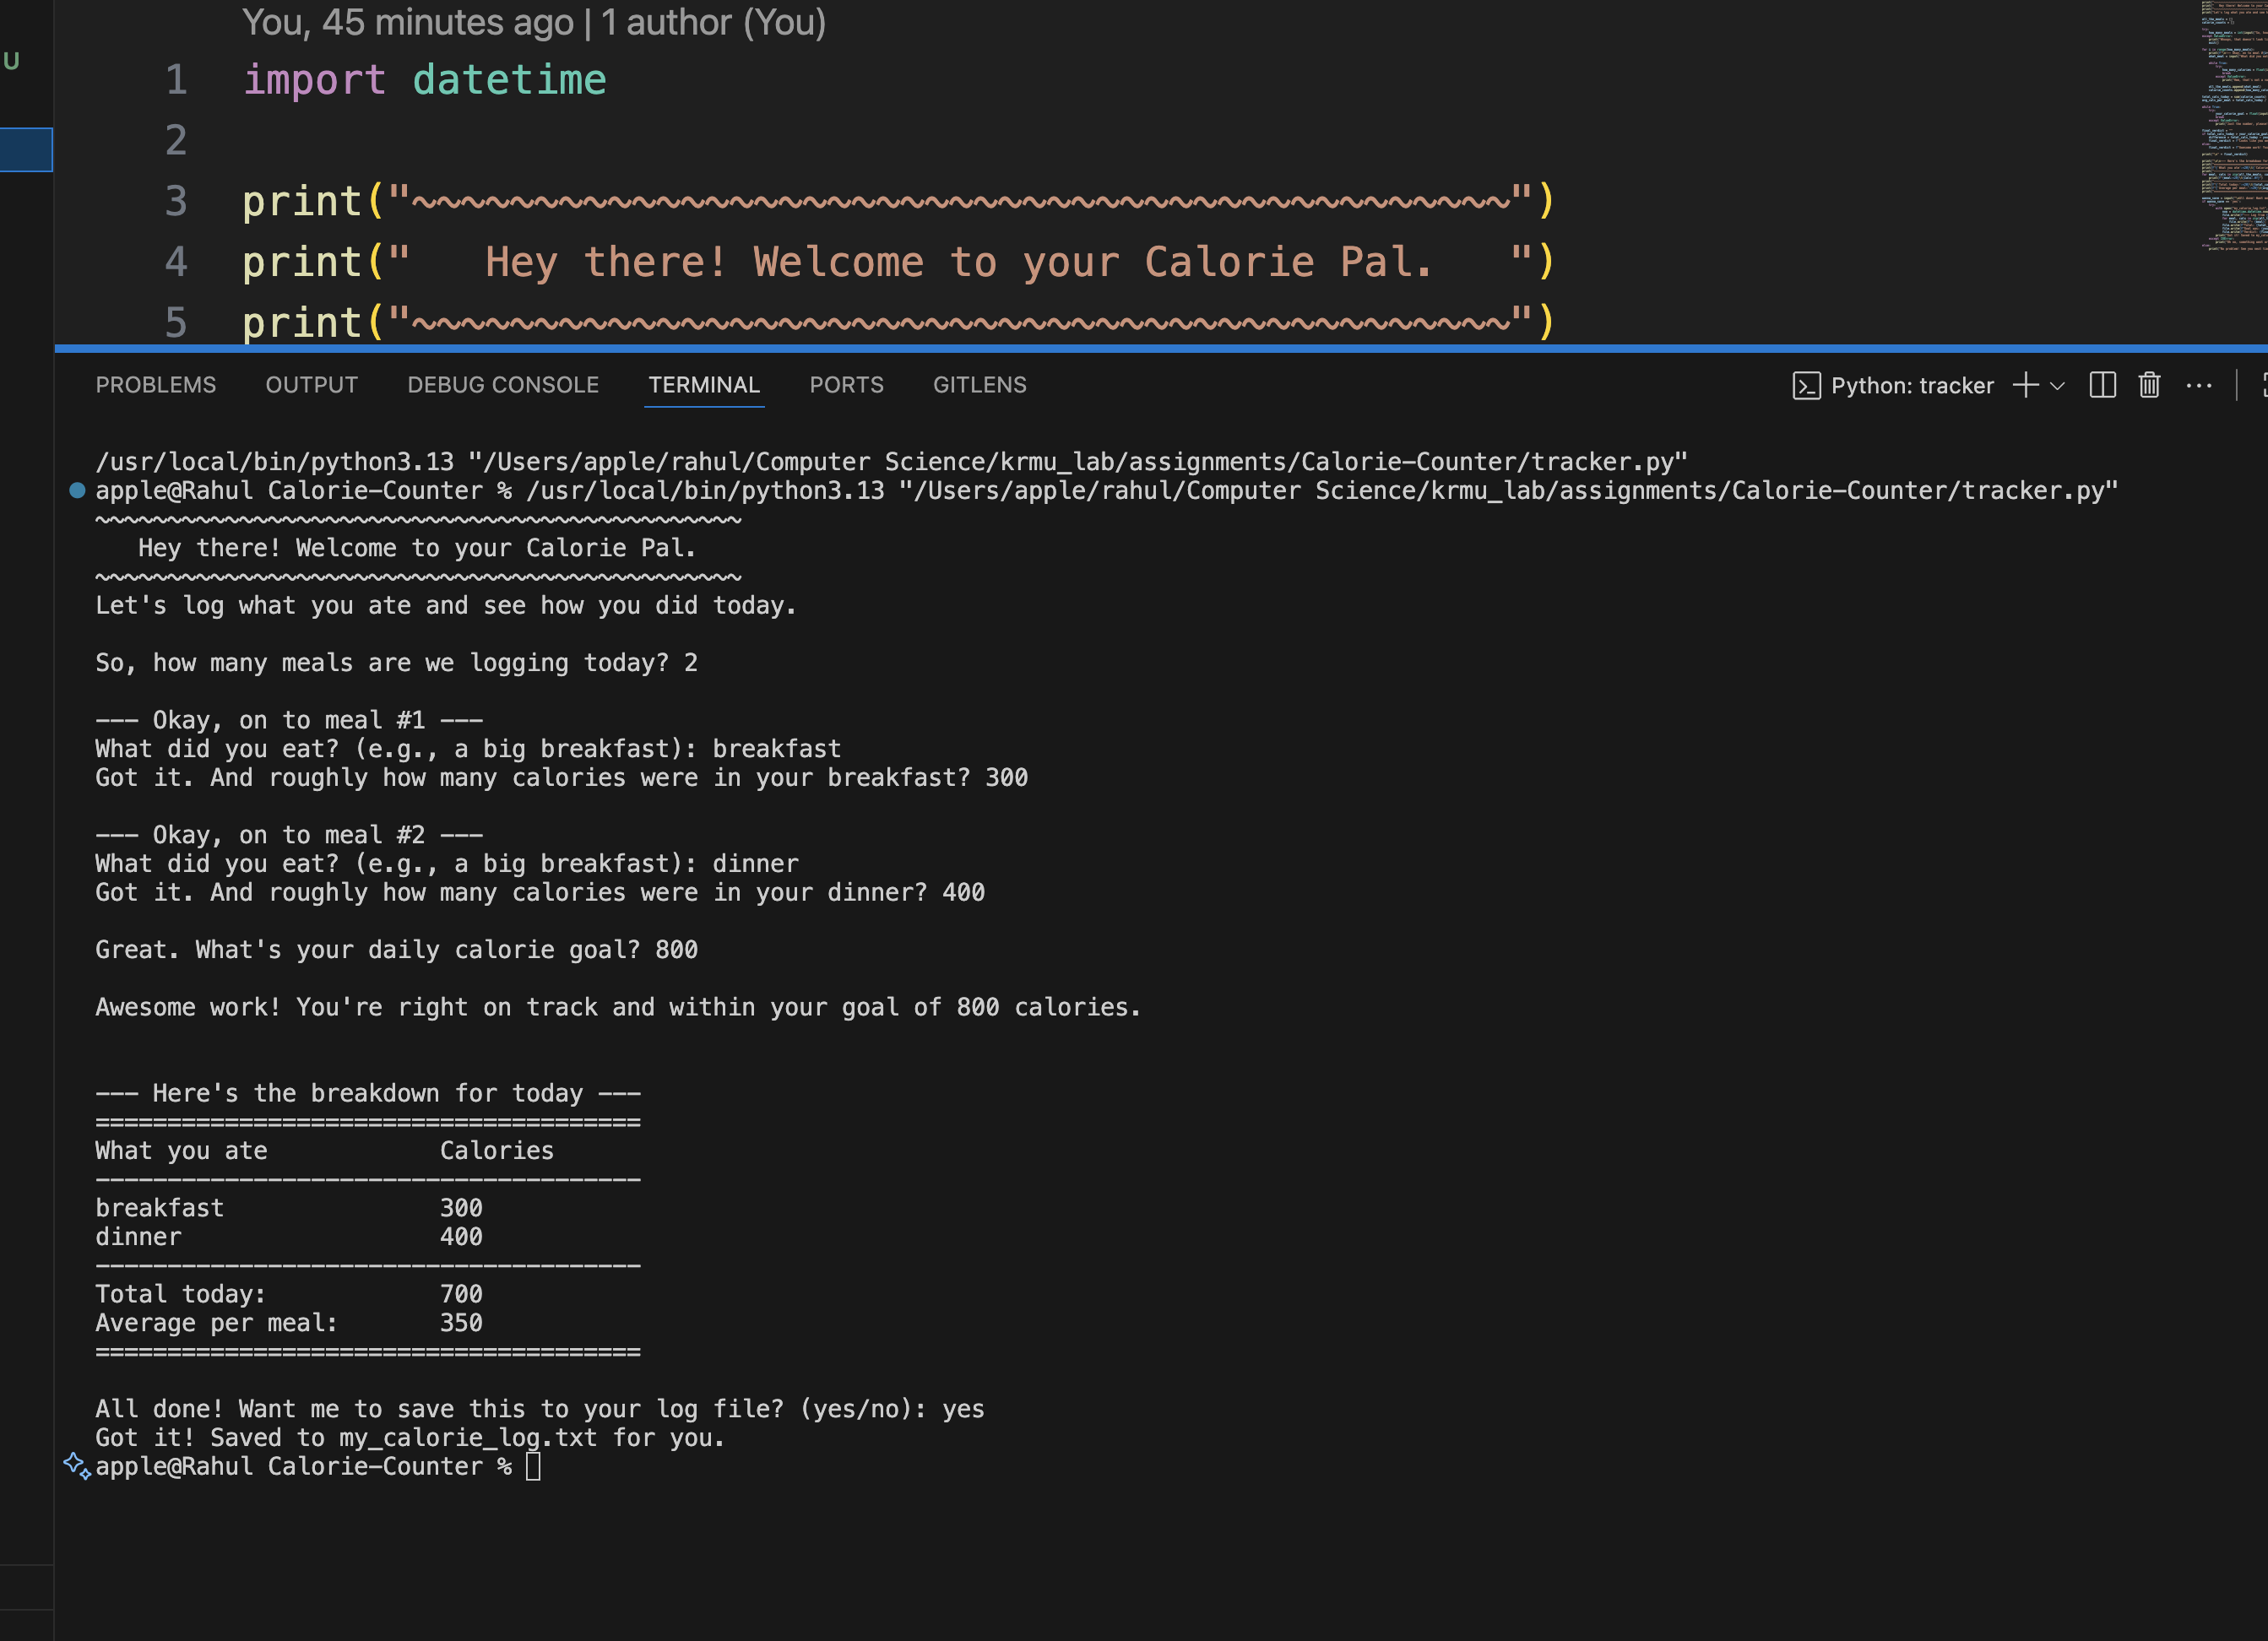 You, 45 minutes ago | 1 author (You)
U
1 import datetime
2
3 print("~~~~~~~~~~~~~~~~~~~~~~~~~~~~~~~~~~~~~~~~~~~~~")
4 print("   Hey there! Welcome to your Calorie Pal.   ")
5 print("~~~~~~~~~~~~~~~~~~~~~~~~~~~~~~~~~~~~~~~~~~~~~")
PROBLEMS OUTPUT DEBUG CONSOLE TERMINAL PORTS GITLENS Python: tracker
/usr/local/bin/python3.13 "/Users/apple/rahul/Computer Science/krmu_lab/assignments/Calorie-Counter/tracker.py"
apple@Rahul Calorie-Counter % /usr/local/bin/python3.13 "/Users/apple/rahul/Computer Science/krmu_lab/assignments/Calorie-Counter/tracker.py"
~~~~~~~~~~~~~~~~~~~~~~~~~~~~~~~~~~~~~~~~~~~~~
   Hey there! Welcome to your Calorie Pal.
~~~~~~~~~~~~~~~~~~~~~~~~~~~~~~~~~~~~~~~~~~~~~
Let's log what you ate and see how you did today.
So, how many meals are we logging today? 2
--- Okay, on to meal #1 ---
What did you eat? (e.g., a big breakfast): breakfast
Got it. And roughly how many calories were in your breakfast? 300
--- Okay, on to meal #2 ---
What did you eat? (e.g., a big breakfast): dinner
Got it. And roughly how many calories were in your dinner? 400
Great. What's your daily calorie goal? 800
Awesome work! You're right on track and within your goal of 800 calories.
--- Here's the breakdown for today ---
======================================
What you ate            Calories
--------------------------------------
breakfast               300
dinner                  400
--------------------------------------
Total today:            700
Average per meal:       350
======================================
All done! Want me to save this to your log file? (yes/no): yes
Got it! Saved to my_calorie_log.txt for you.
apple@Rahul Calorie-Counter %